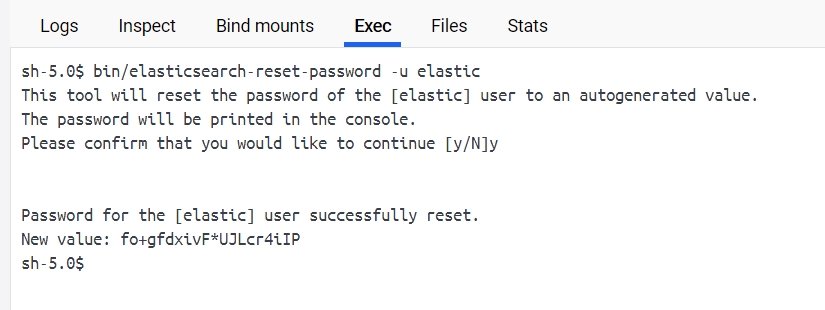 Logs Inspect Bind mounts Exec Files Stats
sh-5.0$ bin/elasticsearch-reset-password -u elastic
This tool will reset the password of the [elastic] user to an autogenerated value.
The password will be printed in the console.
Please confirm that you would like to continue [y/N]y
Password for the [elastic] user successfully reset.
New value: fo+gfdxivF*UJLcr4iIP
sh-5.0$